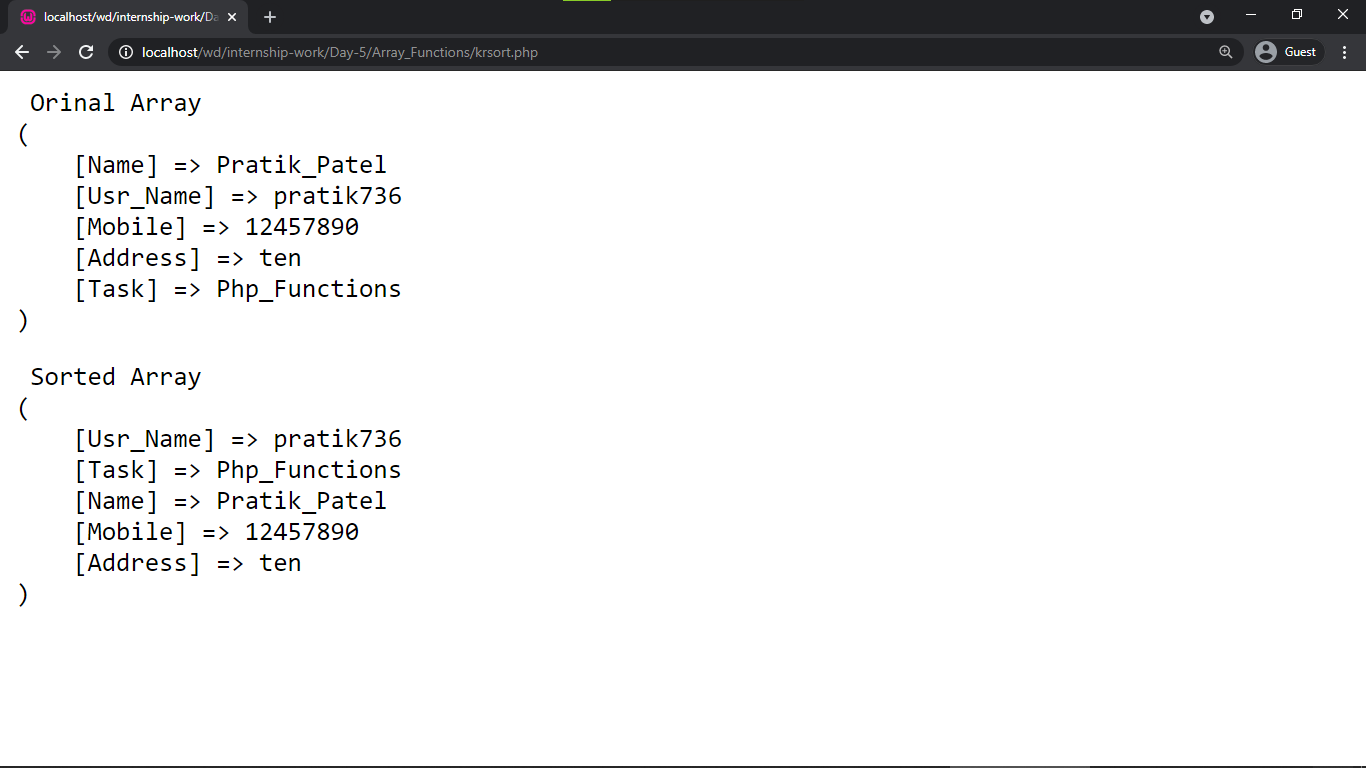 localhost/wd/internship-work/Da
localhost/wd/internship-work/Day-5/Array_Functions/krsort.php
Guest
Orinal Array
(
[Name] => Pratik_Patel
[Usr_Name] => pratik736
[Mobile] => 12457890
[Address] => ten
[Task] => Php_Functions
)
Sorted Array
(
[Usr_Name] => pratik736
[Task] => Php_Functions
[Name] => Pratik_Patel
[Mobile] => 12457890
[Address] => ten
)